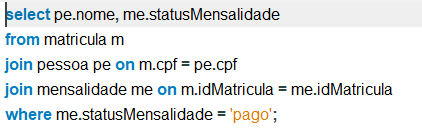 select pe.nome, me.statusMensalidade
from matricula m
join pessoa pe on m.cpf = pe.cpf
join mensalidade me on m.idMatricula = me.idMatricula
where me.statusMensalidade = 'pago';